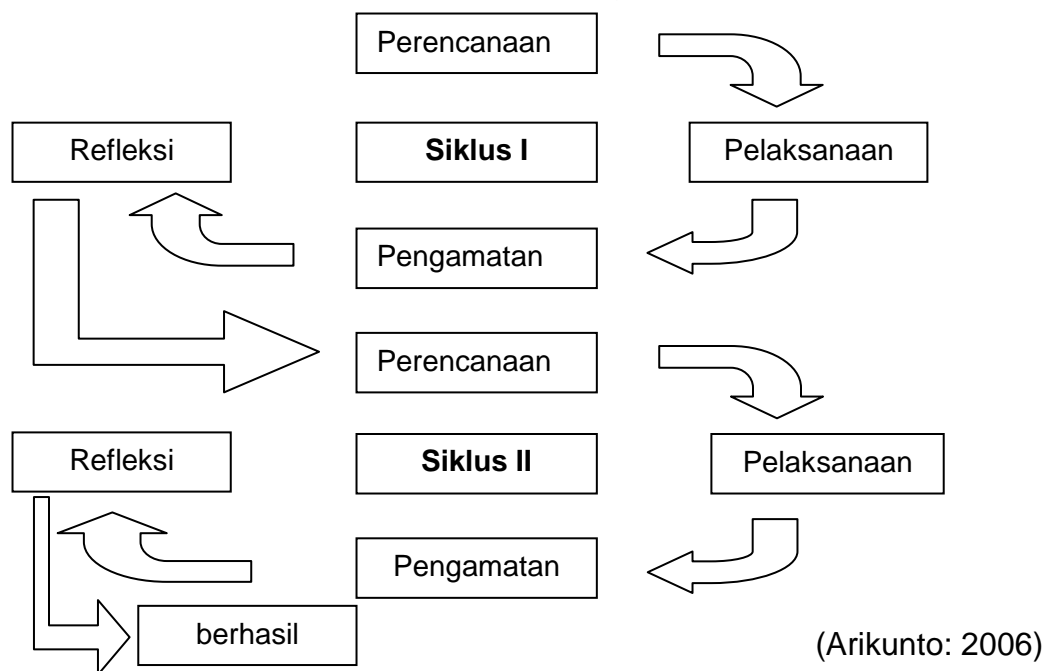 Perencanaan
Refleksi
Siklus I
Pelaksanaan
Pengamatan
Perencanaan
Refleksi
Siklus II
Pelaksanaan
Pengamatan
berhasil
(Arikunto: 2006)